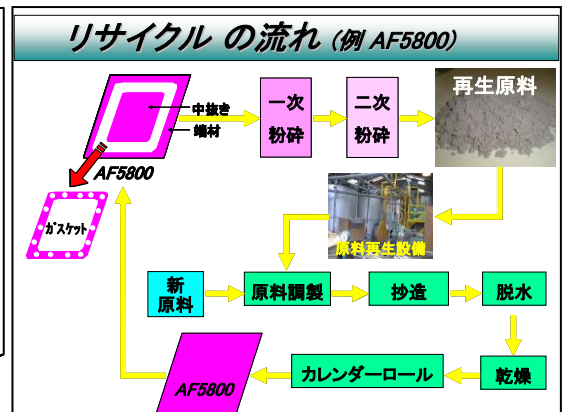 リサイクル の流れ (例 AF5800)
中抜き
端材
AF5800
ガスケット
一次
粉砕
二次
粉砕
再生原料
原料再生設備
新
原料
原料調製
抄造
脱水
乾燥
カレンダーロール
AF5800